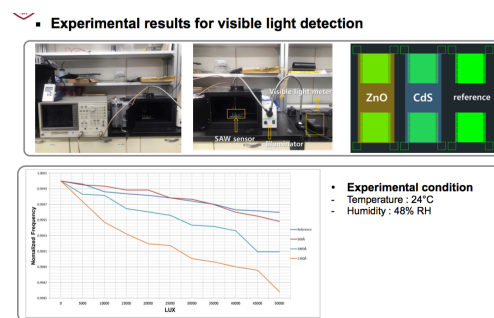 ▪ Experimental results for visible light detection
Visible light meter
SAW sensor
Illuminator
ZnO
CdS
reference
• Experimental condition
- Temperature : 24°C
- Humidity : 48% RH
Nomalized Frequency
0 5000 10000 15000 20000 25000 30000 35000 40000 45000 50000
LUX